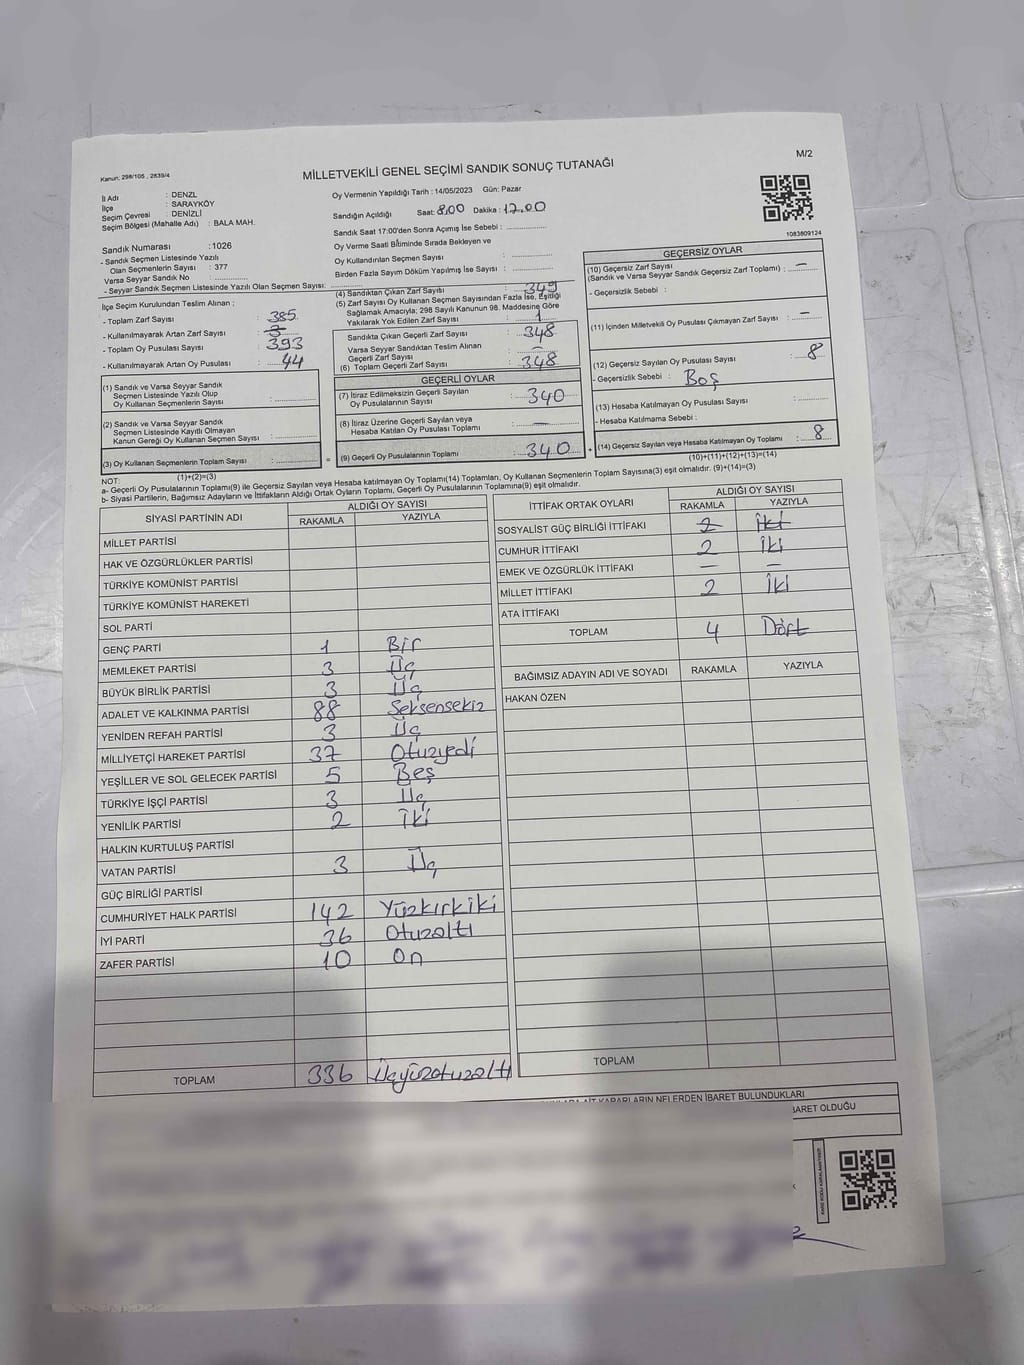 M/2
Kanun; 298/105 , 2839/4
MİLLETVEKİLİ GENEL SEÇİMİ SANDIK SONUÇ TUTANAĞI
İl Adı : DENZL
İlçe : SARAYKÖY
Seçim Çevresi : DENİZLİ
Seçim Bölgesi (Mahalle Adı) : BALA MAH.
Sandık Numarası : 1026
- Sandık Seçmen Listesinde Yazılı
Olan Seçmenlerin Sayısı : 377
Varsa Seyyar Sandık No :
- Seyyar Sandık Seçmen Listesinde Yazılı Olan Seçmen Sayısı:
Oy Vermenin Yapıldığı Tarih : 14/05/2023 Gün: Pazar
Sandığın Açıldığı Saat: 8.00 Dakika : 17.00
Sandık Saat 17:00'den Sonra Açımış İse Sebebi :
Oy Verme Saati Bitiminde Sırada Bekleyen ve
Oy Kullandırılan Seçmen Sayısı :
Birden Fazla Sayım Döküm Yapılmış İse Sayısı :
1083809124
İlçe Seçim Kurulundan Teslim Alınan ;
- Toplam Zarf Sayısı : 385
- Kullanılmayarak Artan Zarf Sayısı : 3
- Toplam Oy Pusulası Sayısı : 393
- Kullanılmayarak Artan Oy Pusulası : 44
(1) Sandık ve Varsa Seyyar Sandık
Seçmen Listesinde Yazılı Olup
Oy Kullanan Seçmenlerin Sayısı :
(2) Sandık ve Varsa Seyyar Sandık
Seçmen Listesinde Kayıtlı Olmayan
Kanun Gereği Oy Kullanan Seçmen Sayısı :
(3) Oy Kullanan Seçmenlerin Toplam Sayısı :
(1)+(2)=(3)
(4) Sandıktan Çıkan Zarf Sayısı : 349
(5) Zarf Sayısı Oy Kullanan Seçmen Sayısından Fazla İse, Eşitliği
Sağlamak Amacıyla; 298 Sayılı Kanunun 98. Maddesine Göre
Yakılarak Yok Edilen Zarf Sayısı : 1
Sandıkta Çıkan Geçerli Zarf Sayısı : 348
Varsa Seyyar Sandıktan Teslim Alınan
Geçerli Zarf Sayısı : —
(6) Toplam Geçerli Zarf Sayısı : 348
GEÇERLİ OYLAR
(7) İtiraz Edilmeksizin Geçerli Sayılan
Oy Pusulalarının Sayısı : 340
(8) İtiraz Üzerine Geçerli Sayılan veya
Hesaba Katılan Oy Pusulası Toplamı : —
= (9) Geçerli Oy Pusulalarının Toplamı : 340 +
GEÇERSİZ OYLAR
(10) Geçersiz Zarf Sayısı
(Sandık ve Varsa Seyyar Sandık Geçersiz Zarf Toplamı) : —
- Geçersizlik Sebebi :
(11) İçinden Milletvekili Oy Pusulası Çıkmayan Zarf Sayısı : —
(12) Geçersiz Sayılan Oy Pusulası Sayısı : 8
- Geçersizlik Sebebi : Boş
(13) Hesaba Katılmayan Oy Pusulası Sayısı :
- Hesaba Katılmama Sebebi :
(14) Geçersiz Sayılan veya Hesaba Katılmayan Oy Toplamı : 8
(10)+(11)+(12)+(13)=(14)
NOT:
a- Geçerli Oy Pusulalarının Toplamı(9) ile Geçersiz Sayılan veya Hesaba katılmayan Oy Toplamı(14) Toplamları, Oy Kullanan Seçmenlerin Toplam Sayısına(3) eşit olmalıdır. (9)+(14)=(3)
b- Siyasi Partilerin, Bağımsız Adayların ve İttifakların Aldığı Ortak Oyların Toplamı, Geçerli Oy Pusulalarının Toplamına(9) eşit olmalıdır.
SİYASİ PARTİNİN ADI ALDIĞI OY SAYISI
RAKAMLA YAZIYLA
MİLLET PARTİSİ
HAK VE ÖZGÜRLÜKLER PARTİSİ
TÜRKİYE KOMÜNİST PARTİSİ
TÜRKİYE KOMÜNİST HAREKETİ
SOL PARTİ
GENÇ PARTİ 1 Bir
MEMLEKET PARTİSİ 3 Üç
BÜYÜK BİRLİK PARTİSİ 3 Üç
ADALET VE KALKINMA PARTİSİ 88 Seksensekiz
YENİDEN REFAH PARTİSİ 3 Üç
MİLLİYETÇİ HAREKET PARTİSİ 37 Otuzyedi
YEŞİLLER VE SOL GELECEK PARTİSİ 5 Beş
TÜRKİYE İŞÇİ PARTİSİ 3 Üç
YENİLİK PARTİSİ 2 İki
HALKIN KURTULUŞ PARTİSİ
VATAN PARTİSİ 3 Üç
GÜÇ BİRLİĞİ PARTİSİ
CUMHURİYET HALK PARTİSİ 142 Yüzkırkiki
İYİ PARTİ 36 Otuzaltı
ZAFER PARTİSİ 10 On
TOPLAM 336 Üçyüzotuzaltı
İTTİFAK ORTAK OYLARI ALDIĞI OY SAYISI
RAKAMLA YAZIYLA
SOSYALİST GÜÇ BİRLİĞİ İTTİFAKI 2 İki
CUMHUR İTTİFAKI 2 İki
EMEK VE ÖZGÜRLÜK İTTİFAKI — —
MİLLET İTTİFAKI 2 İki
ATA İTTİFAKI
TOPLAM 4 Dört
BAĞIMSIZ ADAYIN ADI VE SOYADI RAKAMLA YAZIYLA
HAKAN ÖZEN
TOPLAM
KARARLARIN NELERDEN İBARET BULUNDUKLARI
BARET OLDUĞU